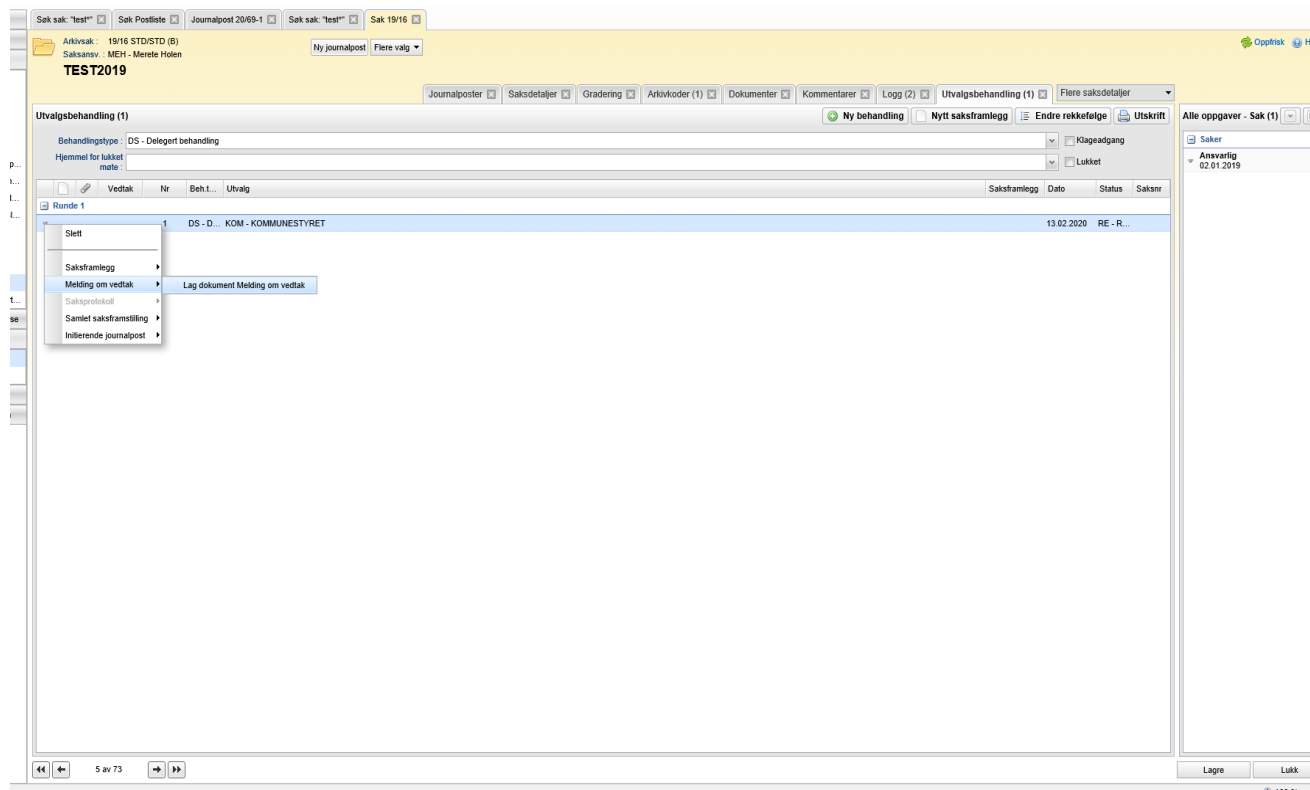 Søk sak: "test*" Søk Postliste Journalpost 20/69-1 Søk sak: "test*" Sak 19/16
Arkivsak : 19/16 STD/STD (B)
Saksansv. : MEH - Merete Holen
TEST2019
Ny journalpost Flere valg
Oppfrisk H
Journalposter Saksdetaljer Gradering Arkivkoder (1) Dokumenter Kommentarer Logg (2) Utvalgsbehandling (1) Flere saksdetaljer
Utvalgsbehandling (1) Ny behandling Nytt saksframlegg Endre rekkefølge Utskrift
Behandlingstype : DS - Delegert behandling Klageadgang
Hjemmel for lukket
møte : Lukket
Vedtak Nr Beh.t... Utvalg Saksframlegg Dato Status Saksnr
Runde 1
1 DS - D... KOM - KOMMUNESTYRET 13.02.2020 RE - R...
Slett
Saksframlegg
Melding om vedtak Lag dokument Melding om vedtak
Saksprotokoll
Samlet saksframstilling
Initierende journalpost
Alle oppgaver - Sak (1)
Saker
Ansvarlig
02.01.2019
p...
l...
t...
se
5 av 73
Lagre Lukk